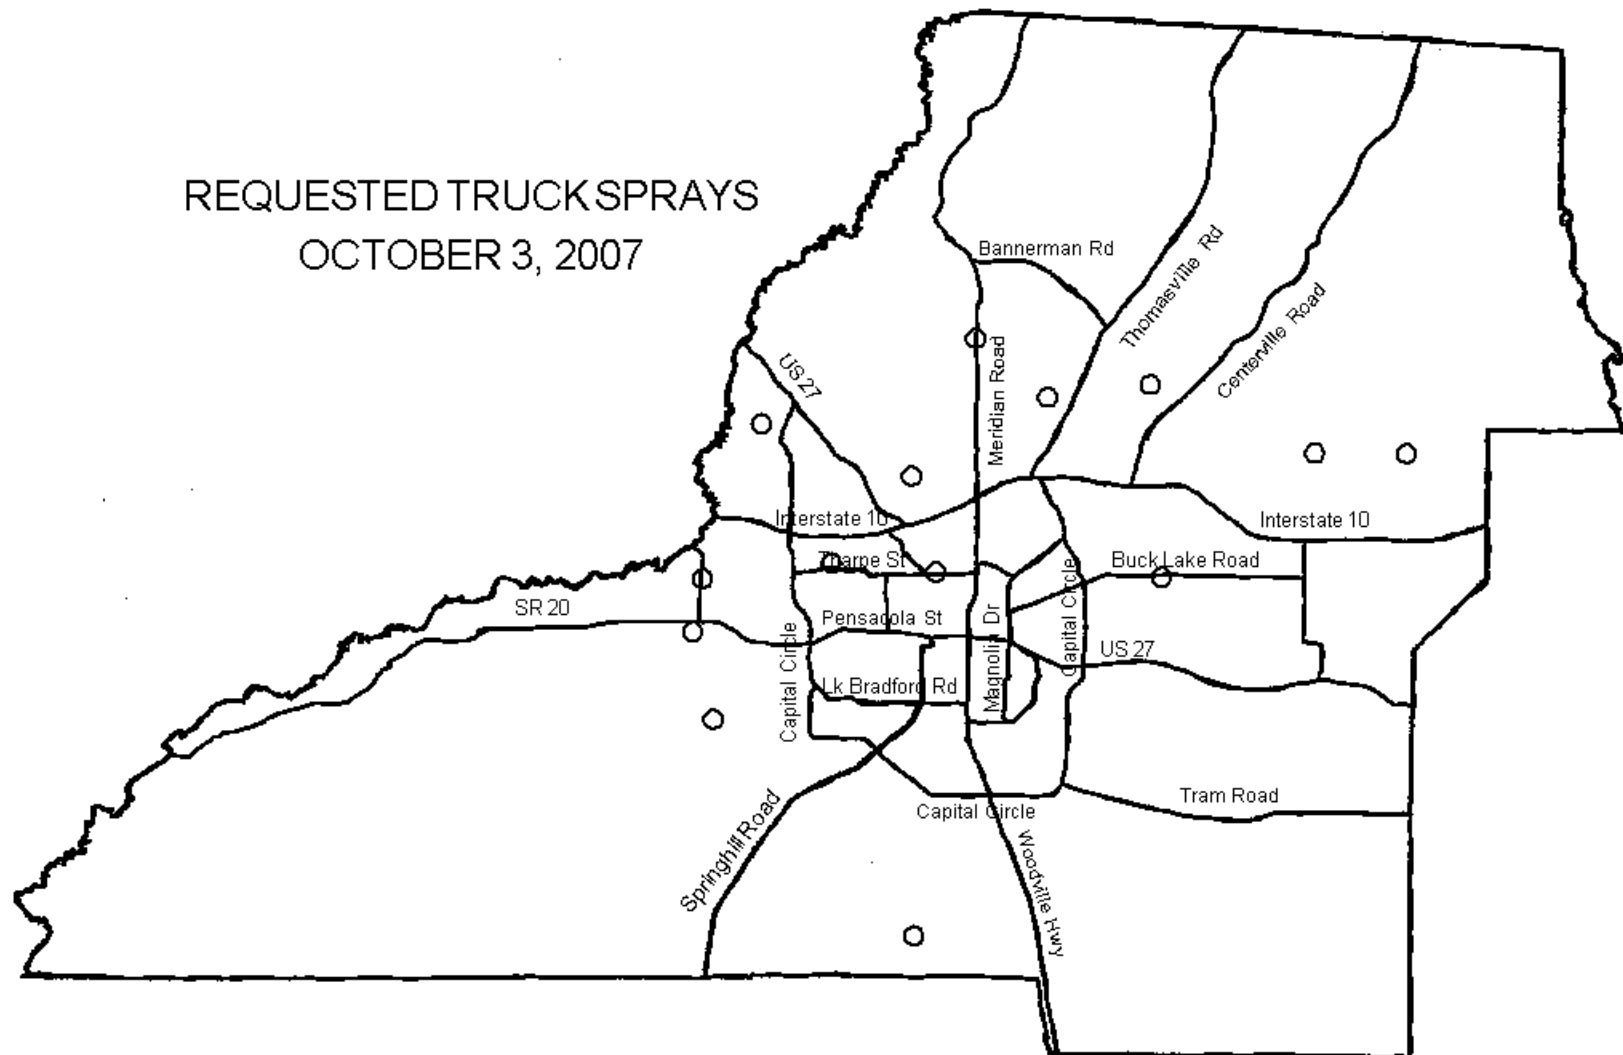 REQUESTED TRUCK SPRAYS
OCTOBER 3, 2007
Bannerman Rd
Thomasville Rd
Centerville Road
US 27
Meridian Road
Interstate 10
Interstate 10
Tharpe St
Buck Lake Road
SR 20
Pensacola St
Capital Circle
Magnolia Dr
Capital Circle
US 27
Lk Bradford Rd
Tram Road
Capital Circle
Springhill Road
Woodville Hwy